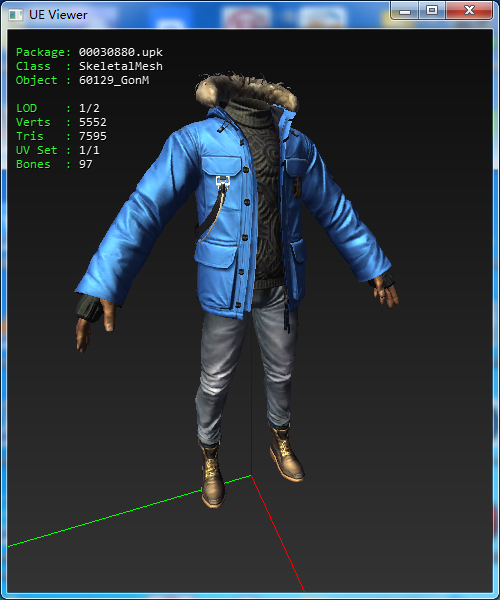 UE Viewer
Package: 00030880.upk
Class : SkeletalMesh
Object : 60129_GonM
LOD : 1/2
Verts : 5552
Tris : 7595
UV Set : 1/1
Bones : 97